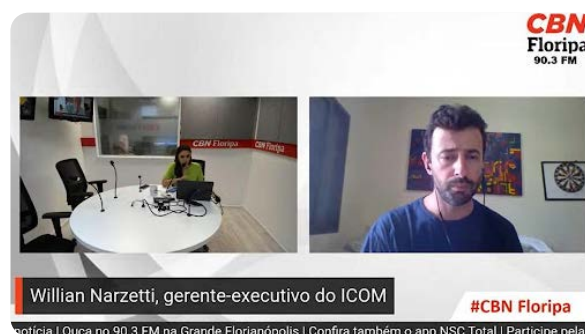 CBN
Floripa
90.3 FM
CBN Floripa
CBN Floripa
Willian Narzetti, gerente-executivo do ICOM
#CBN Floripa
notícia | Ouça no 90.3 FM na Grande Florianópolis | Confira também o app NSC Total | Participe pela